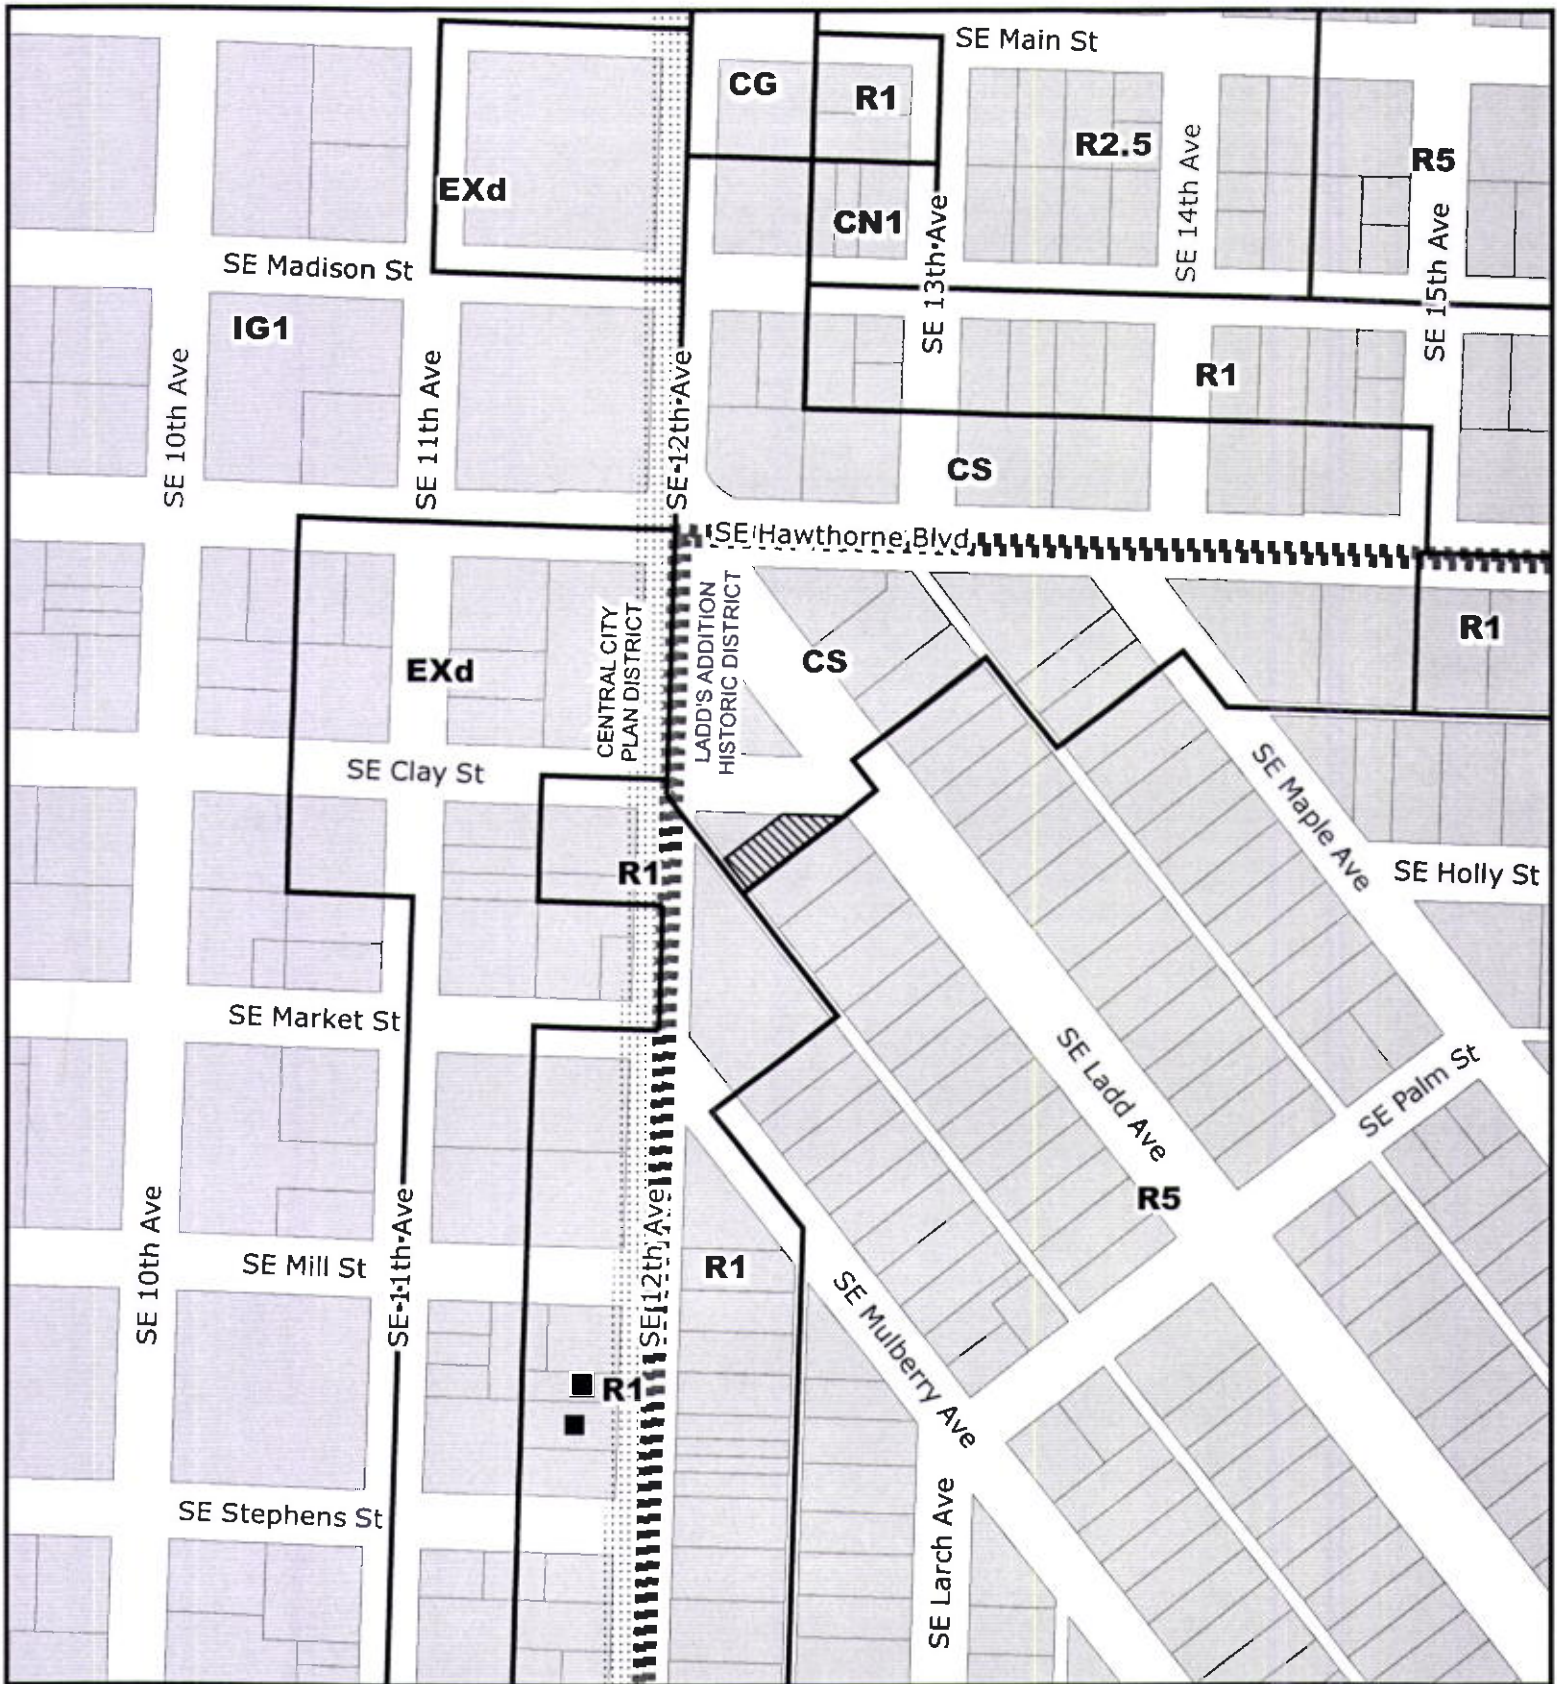 SE Main St
CG
R1
R2.5
SE 14th Ave
R5
EXd
CN1
SE 13th Ave
SE 15th Ave
SE Madison St
IG1
SE 10th Ave
SE 11th Ave
SE 12th Ave
R1
CS
SE Hawthorne Blvd
CENTRAL CITY
PLAN DISTRICT
LADD'S ADDITION
HISTORIC DISTRICT
R1
CS
EXd
SE Clay St
SE Maple Ave
R1
SE Holly St
SE Market St
SE Ladd Ave
SE Palm St
R5
SE 10th Ave
SE 11th Ave
SE 12th Ave
SE Mill St
R1
SE Mulberry Ave
R1
SE Stephens St
SE Larch Ave